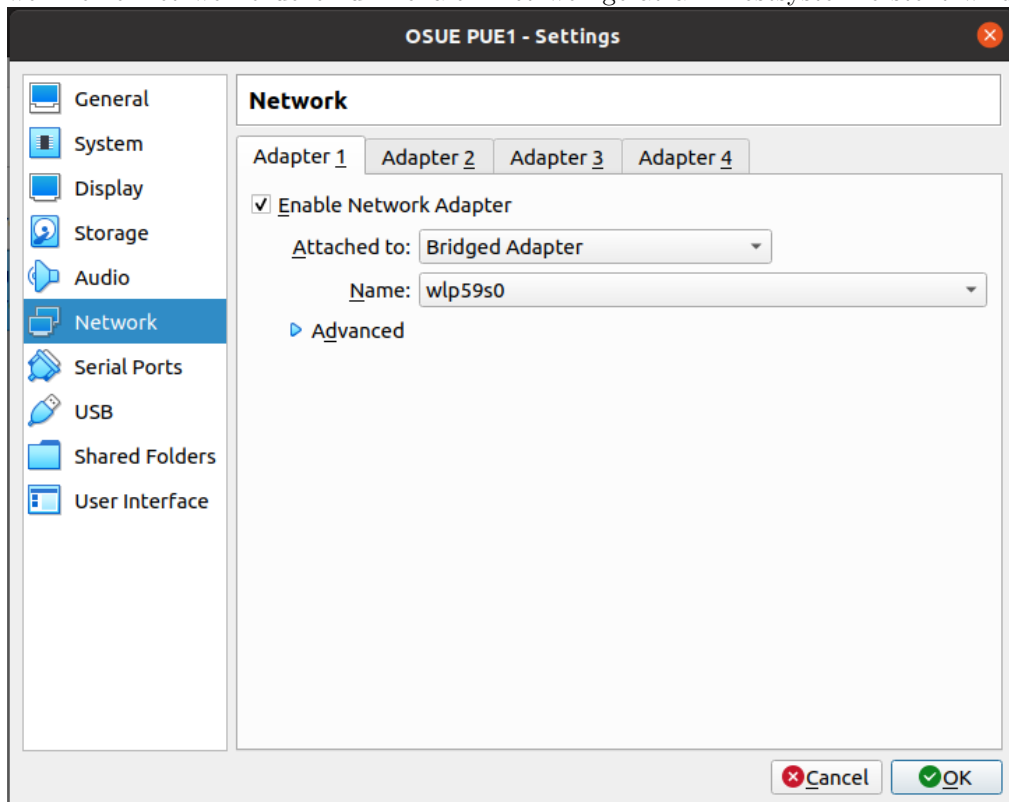 OSUE PUE1 - Settings
General
System
Display
Storage
Audio
Network
Serial Ports
USB
Shared Folders
User Interface
Network
Adapter 1 Adapter 2 Adapter 3 Adapter 4
Enable Network Adapter
Attached to: Bridged Adapter
Name: wlp59s0
Advanced
Cancel OK